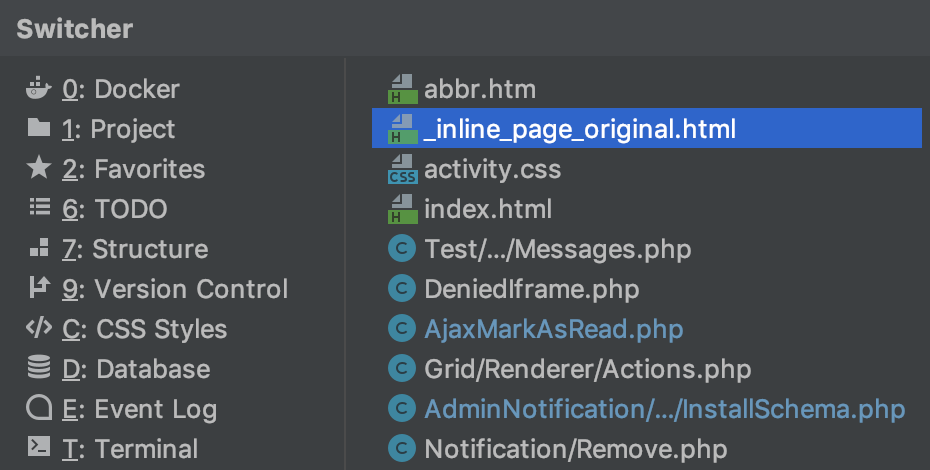 Switcher
0: Docker
1: Project
2: Favorites
6: TODO
7: Structure
9: Version Control
C: CSS Styles
D: Database
E: Event Log
T: Terminal
H abbr.htm
H _inline_page_original.html
CSS activity.css
H index.html
C Test/.../Messages.php
C DeniedIframe.php
C AjaxMarkAsRead.php
C Grid/Renderer/Actions.php
C AdminNotification/.../InstallSchema.php
C Notification/Remove.php